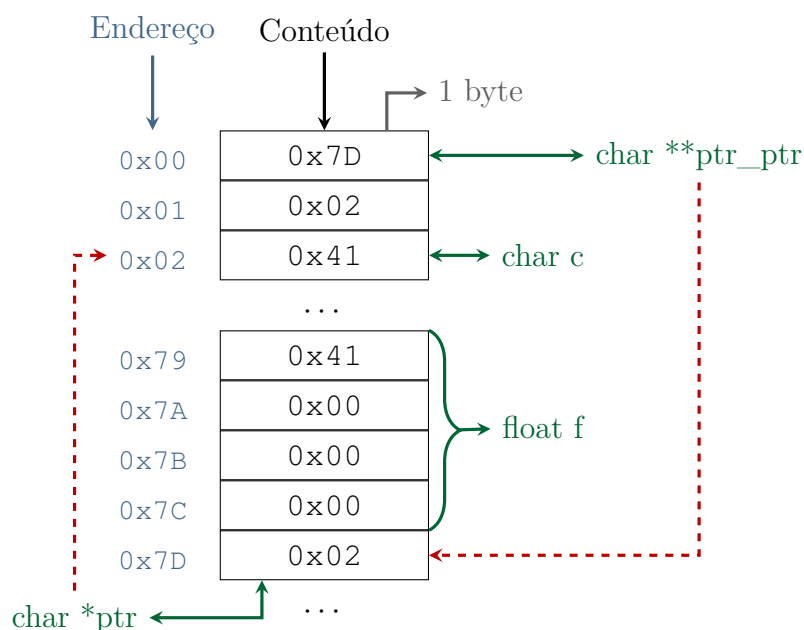 Endereço Conteúdo
1 byte
0x00 0x7D char **ptr_ptr
0x01 0x02
0x02 0x41 char c
...
0x79 0x41
0x7A 0x00
float f
0x7B 0x00
0x7C 0x00
0x7D 0x02
char *ptr ...